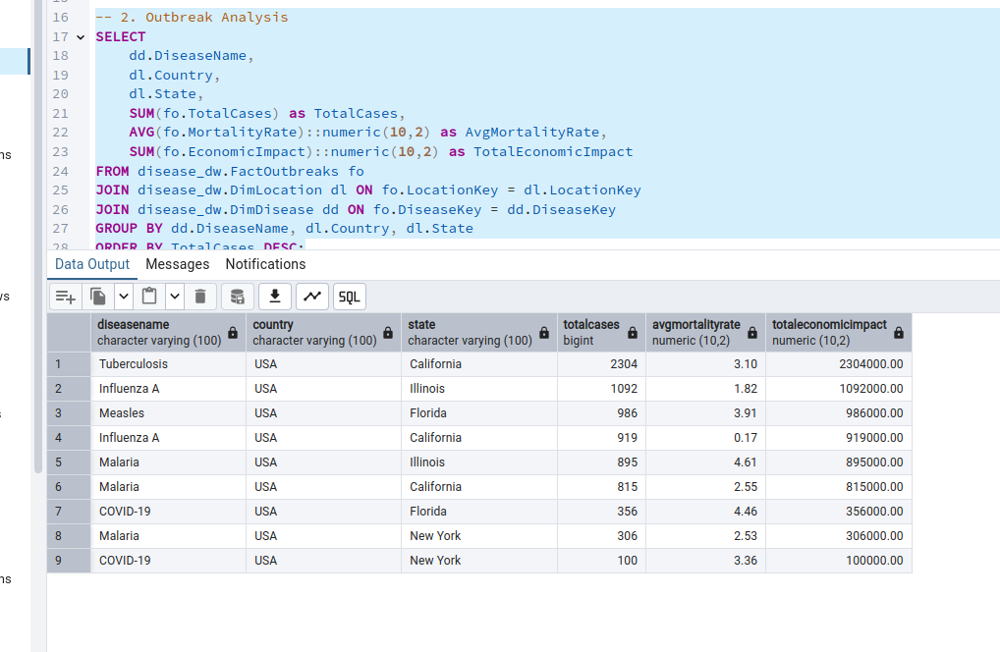 16 -- 2. Outbreak Analysis
17 SELECT
18 dd.DiseaseName,
19 dl.Country,
20 dl.State,
21 SUM(fo.TotalCases) as TotalCases,
22 AVG(fo.MortalityRate)::numeric(10,2) as AvgMortalityRate,
23 SUM(fo.EconomicImpact)::numeric(10,2) as TotalEconomicImpact
24 FROM disease_dw.FactOutbreaks fo
25 JOIN disease_dw.DimLocation dl ON fo.LocationKey = dl.LocationKey
26 JOIN disease_dw.DimDisease dd ON fo.DiseaseKey = dd.DiseaseKey
27 GROUP BY dd.DiseaseName, dl.Country, dl.State
28 ORDER BY TotalCases DESC;
Data Output Messages Notifications
SQL
diseasename country state totalcases avgmortalityrate totaleconomicimpact
character varying (100) character varying (100) character varying (100) bigint numeric (10,2) numeric (10,2)
1 Tuberculosis USA California 2304 3.10 2304000.00
2 Influenza A USA Illinois 1092 1.82 1092000.00
3 Measles USA Florida 986 3.91 986000.00
4 Influenza A USA California 919 0.17 919000.00
5 Malaria USA Illinois 895 4.61 895000.00
6 Malaria USA California 815 2.55 815000.00
7 COVID-19 USA Florida 356 4.46 356000.00
8 Malaria USA New York 306 2.53 306000.00
9 COVID-19 USA New York 100 3.36 100000.00